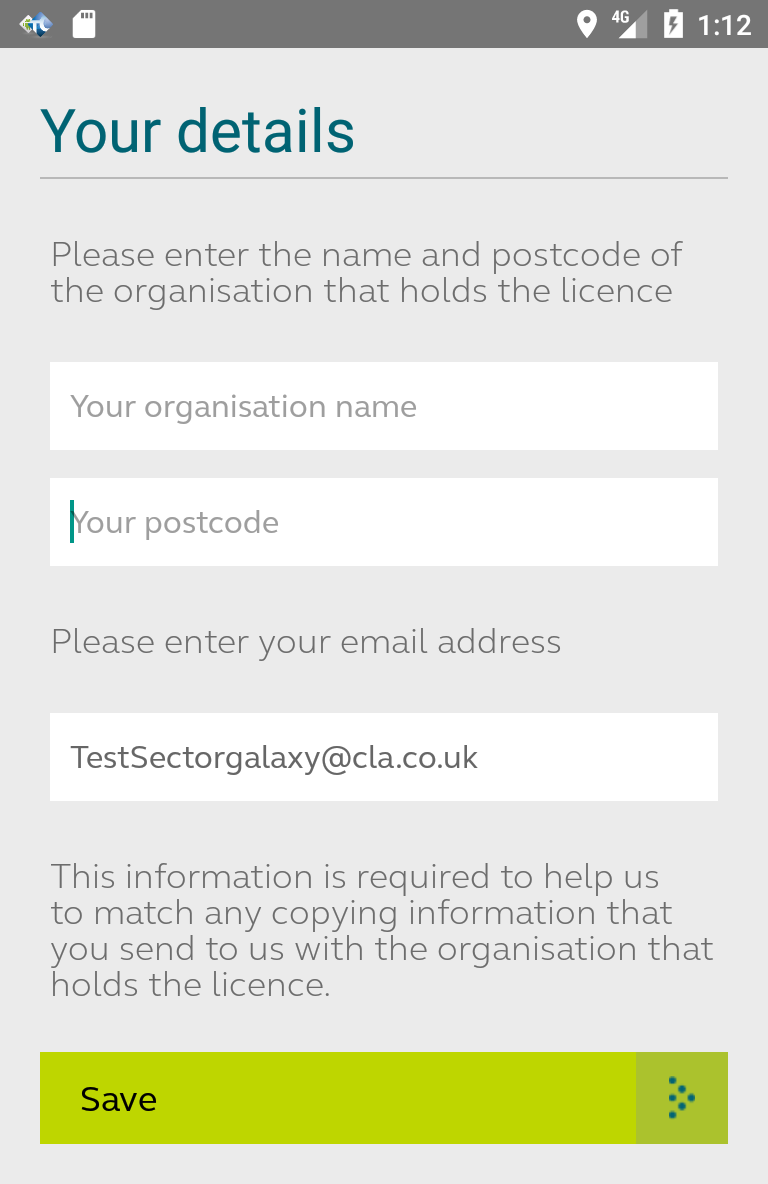 4G 1:12
Your details
Please enter the name and postcode of
the organisation that holds the licence
Your organisation name
Your postcode
Please enter your email address
TestSectorgalaxy@cla.co.uk
This information is required to help us
to match any copying information that
you send to us with the organisation that
holds the licence.
Save